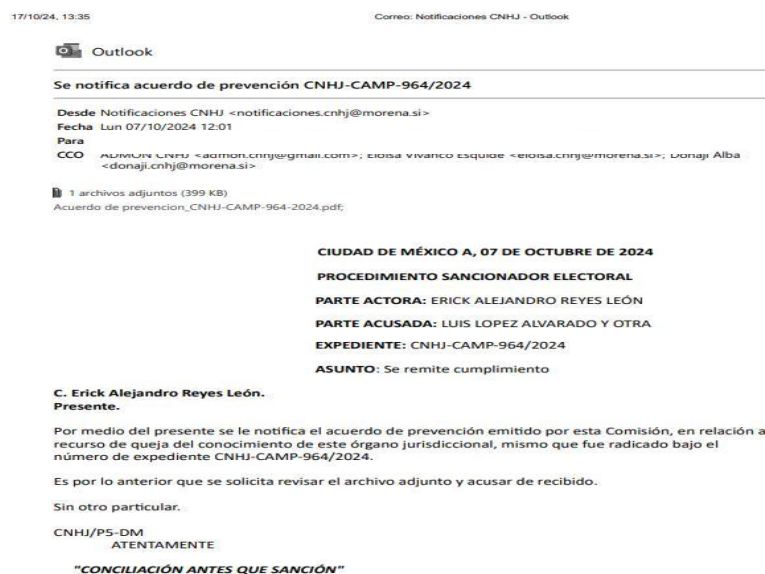 17/10/24, 13:35
Correo: Notificaciones CNHJ - Outlook
Outlook
Se notifica acuerdo de prevención CNHJ-CAMP-964/2024
Desde Notificaciones CNHJ <notificaciones.cnhj@morena.si>
Fecha Lun 07/10/2024 12:01
Para
CCO ADMON CNHJ <admon.cnhj@gmail.com>; Eloisa Vivanco Esquide <eloisa.cnhj@morena.si>; Donaji Alba
<donaji.cnhj@morena.si>
1 archivos adjuntos (399 KB)
Acuerdo de prevencion_CNHJ-CAMP-964-2024.pdf;
CIUDAD DE MÉXICO A, 07 DE OCTUBRE DE 2024
PROCEDIMIENTO SANCIONADOR ELECTORAL
PARTE ACTORA: ERICK ALEJANDRO REYES LEÓN
PARTE ACUSADA: LUIS LOPEZ ALVARADO Y OTRA
EXPEDIENTE: CNHJ-CAMP-964/2024
ASUNTO: Se remite cumplimiento
C. Erick Alejandro Reyes León.
Presente.
Por medio del presente se le notifica el acuerdo de prevención emitido por esta Comisión, en relación a
recurso de queja del conocimiento de este órgano jurisdiccional, mismo que fue radicado bajo el
número de expediente CNHJ-CAMP-964/2024.
Es por lo anterior que se solicita revisar el archivo adjunto y acusar de recibido.
Sin otro particular.
CNHJ/P5-DM
ATENTAMENTE
"CONCILIACIÓN ANTES QUE SANCIÓN"